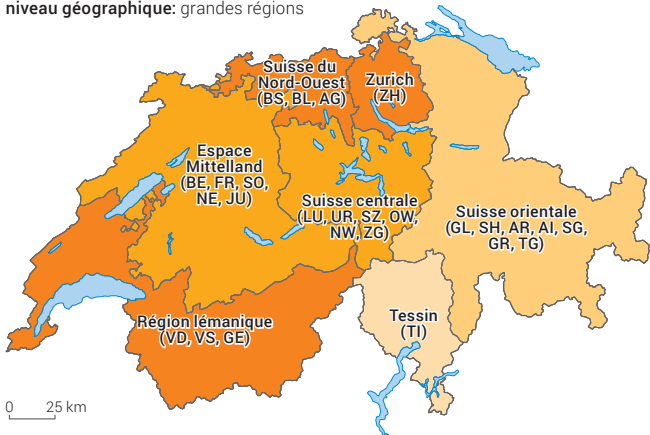 niveau géographique: grandes régions
Suisse du
Nord-Ouest
(BS, BL, AG)
Zurich
(ZH)
Espace
Mittelland
(BE, FR, SO,
NE, JU)
Suisse centrale
(LU, UR, SZ, OW,
NW, ZG)
Suisse orientale
(GL, SH, AR, AI, SG,
GR, TG)
Région lémanique
(VD, VS, GE)
Tessin
(TI)
0 25 km